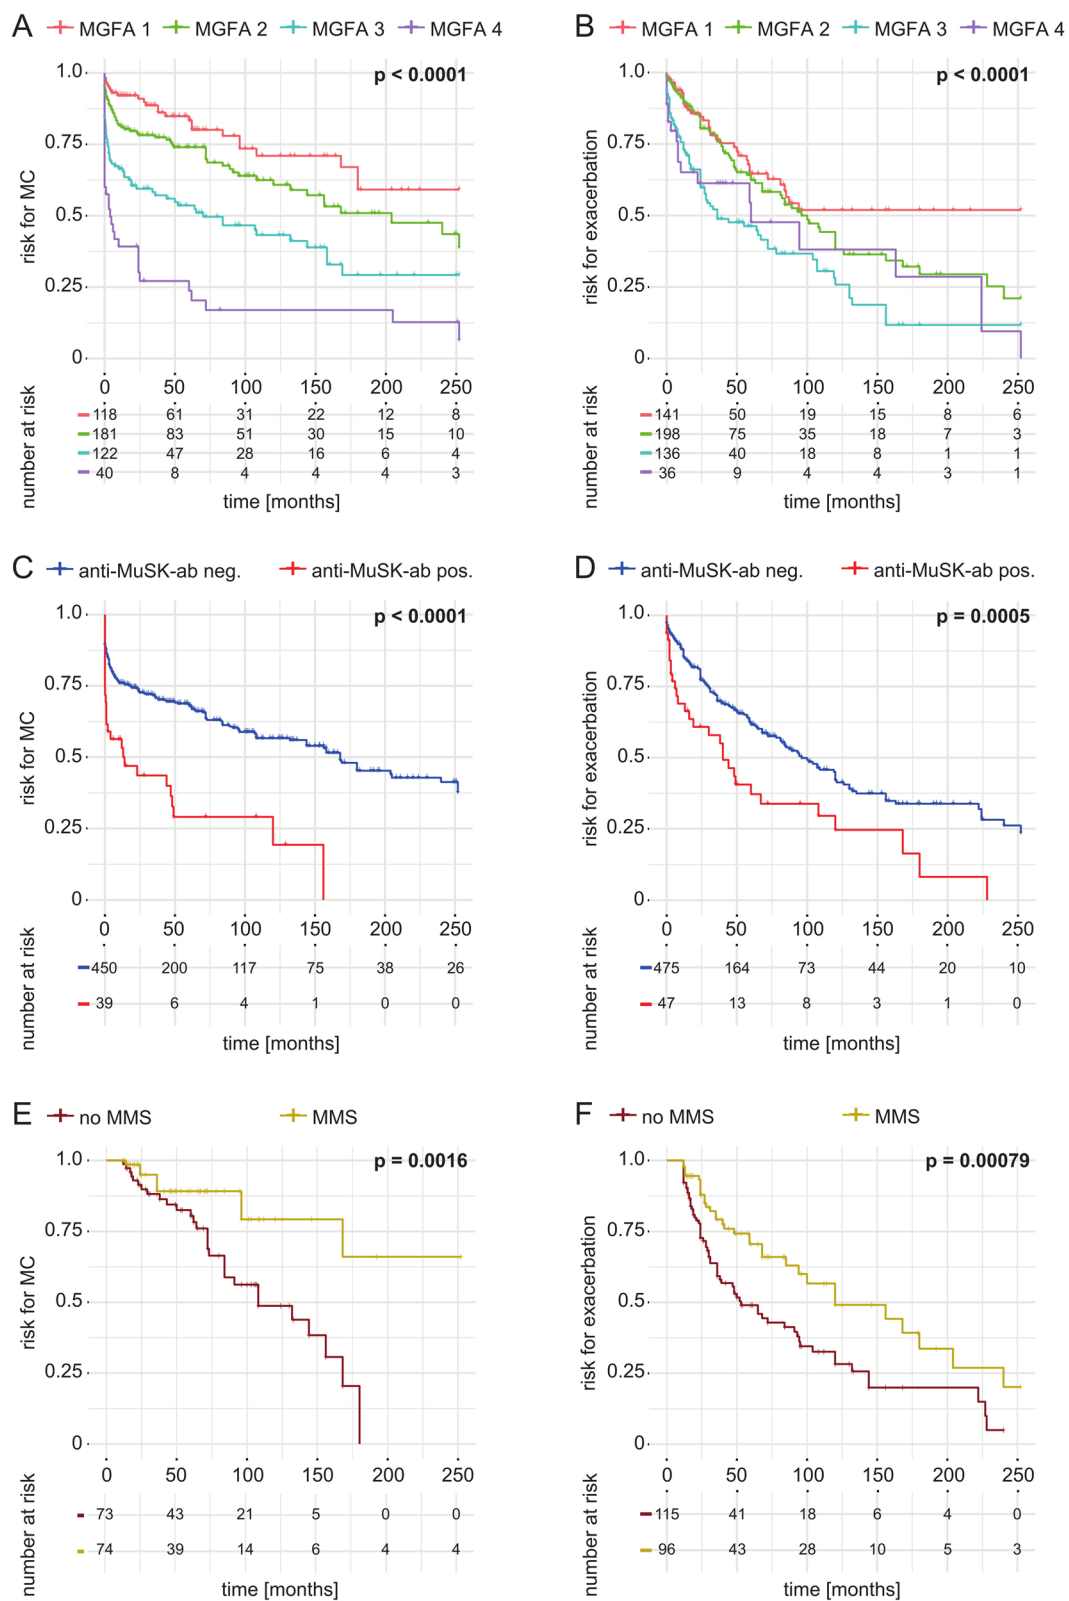 A MGFA 1 MGFA 2 MGFA 3 MGFA 4
p < 0.0001
risk for MC
1.0
0.75
0.5
0.25
0
0 50 100 150 200 250
number at risk
118 61 31 22 12 8
181 83 51 30 15 10
122 47 28 16 6 4
40 8 4 4 4 3
time [months]
B MGFA 1 MGFA 2 MGFA 3 MGFA 4
p < 0.0001
risk for exacerbation
1.0
0.75
0.5
0.25
0
0 50 100 150 200 250
number at risk
141 50 19 15 8 6
198 75 35 18 7 3
136 40 18 8 1 1
36 9 4 4 3 1
time [months]
C anti-MuSK-ab neg. anti-MuSK-ab pos.
p < 0.0001
risk for MC
1.0
0.75
0.5
0.25
0
0 50 100 150 200 250
number at risk
450 200 117 75 38 26
39 6 4 1 0 0
time [months]
D anti-MuSK-ab neg. anti-MuSK-ab pos.
p = 0.0005
risk for exacerbation
1.0
0.75
0.5
0.25
0
0 50 100 150 200 250
number at risk
475 164 73 44 20 10
47 13 8 3 1 0
time [months]
E no MMS MMS
p = 0.0016
risk for MC
1.0
0.75
0.5
0.25
0
0 50 100 150 200 250
number at risk
73 43 21 5 0 0
74 39 14 6 4 4
time [months]
F no MMS MMS
p = 0.00079
risk for exacerbation
1.0
0.75
0.5
0.25
0
0 50 100 150 200 250
number at risk
115 41 18 6 4 0
96 43 28 10 5 3
time [months]